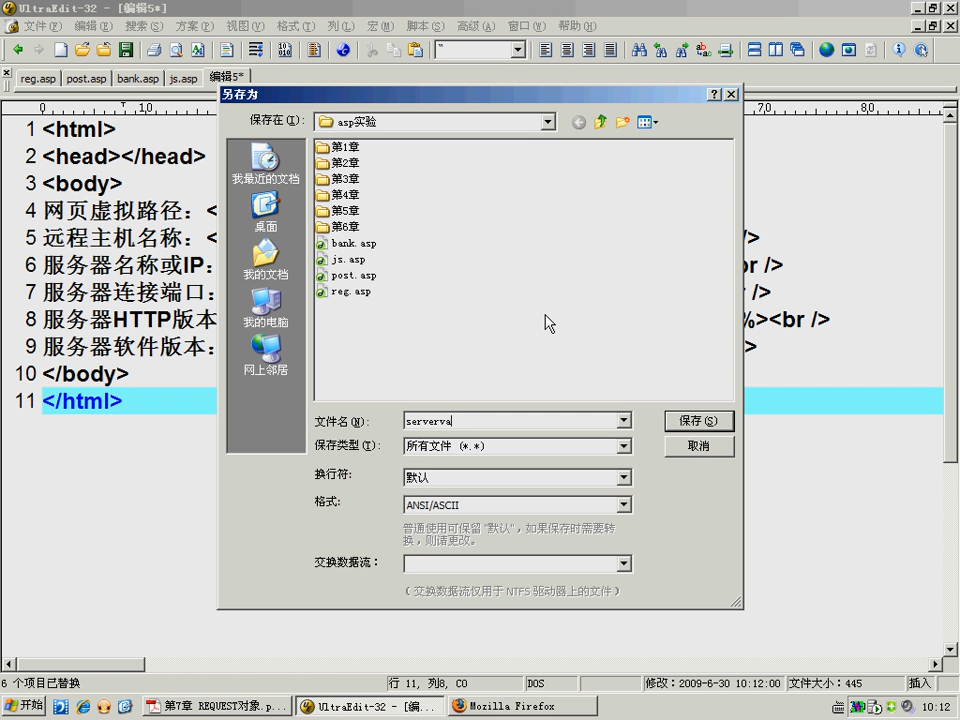 UltraEdit-32 - [编辑5*]
文件(F) 编辑(E) 搜索(S) 方案(P) 视图(V) 格式(T) 列(L) 宏(M) 脚本(S) 高级(A) 窗口(W) 帮助(H)
reg.asp post.asp bank.asp js.asp 编辑5*
0 10 70 80
1 <html>
2 <head></head>
3 <body>
4 网页虚拟路径：<
5 远程主机名称：< />
6 服务器名称或IP: br />
7 服务器连接端口： />
8 服务器HTTP版本 %><br />
9 服务器软件版本： >
10 </body>
11 </html>
另存为
保存在(I): asp实验
我最近的文档
桌面
我的文档
我的电脑
网上邻居
第1章
第2章
第3章
第4章
第5章
第6章
bank.asp
js.asp
post.asp
reg.asp
文件名(N): serverva 保存(S)
保存类型(T): 所有文件 (*.*) 取消
换行符: 默认
格式: ANSI/ASCII
普通使用可保留"默认"，如果保存时需要转
换，则请更改。
交换数据流：
(交换数据流仅用于 NTFS 驱动器上的文件)
6 个项目已替换 行 11, 列8, C0 DOS 修改：2009-6-30 10:12:00 文件大小：445 插入
开始 第7章 REQUEST对象.p... UltraEdit-32 - [编... Mozilla Firefox 10:12